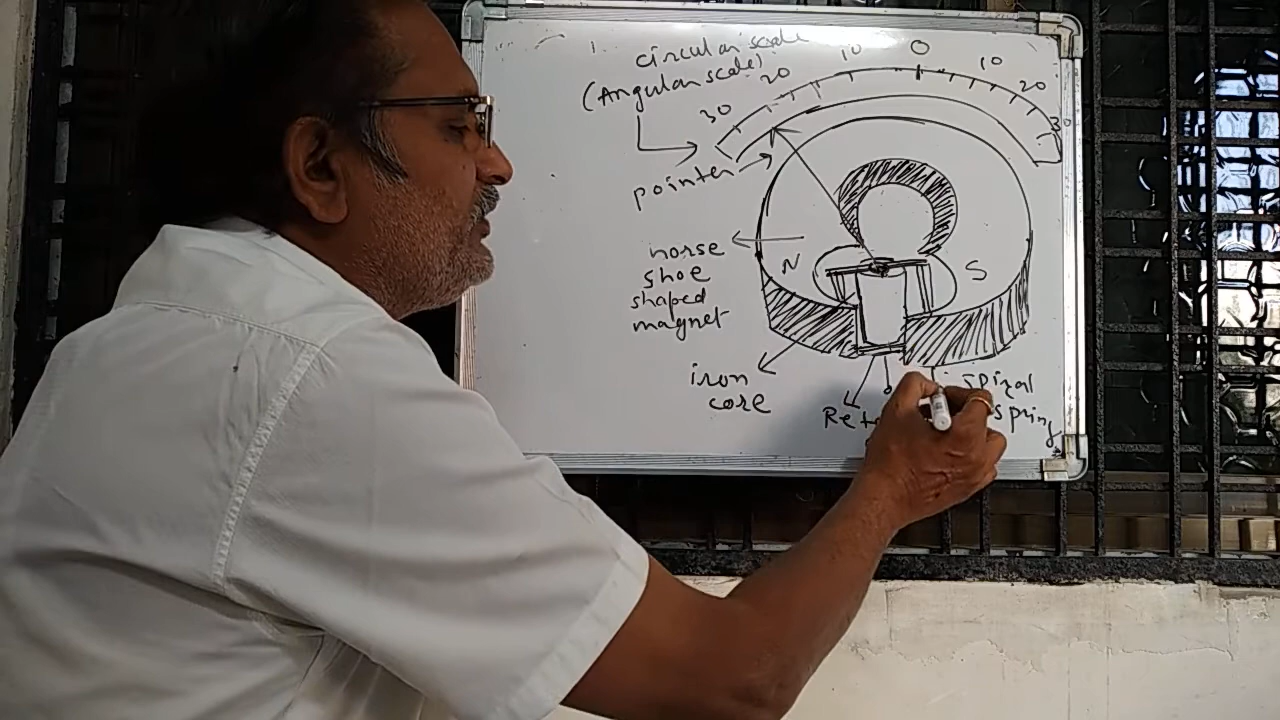 circular scale
(Angular scale)
30 20 10 0 10 20 30
pointer
N S
horse
shoe
shaped
magnet
iron
core
spiral
spring